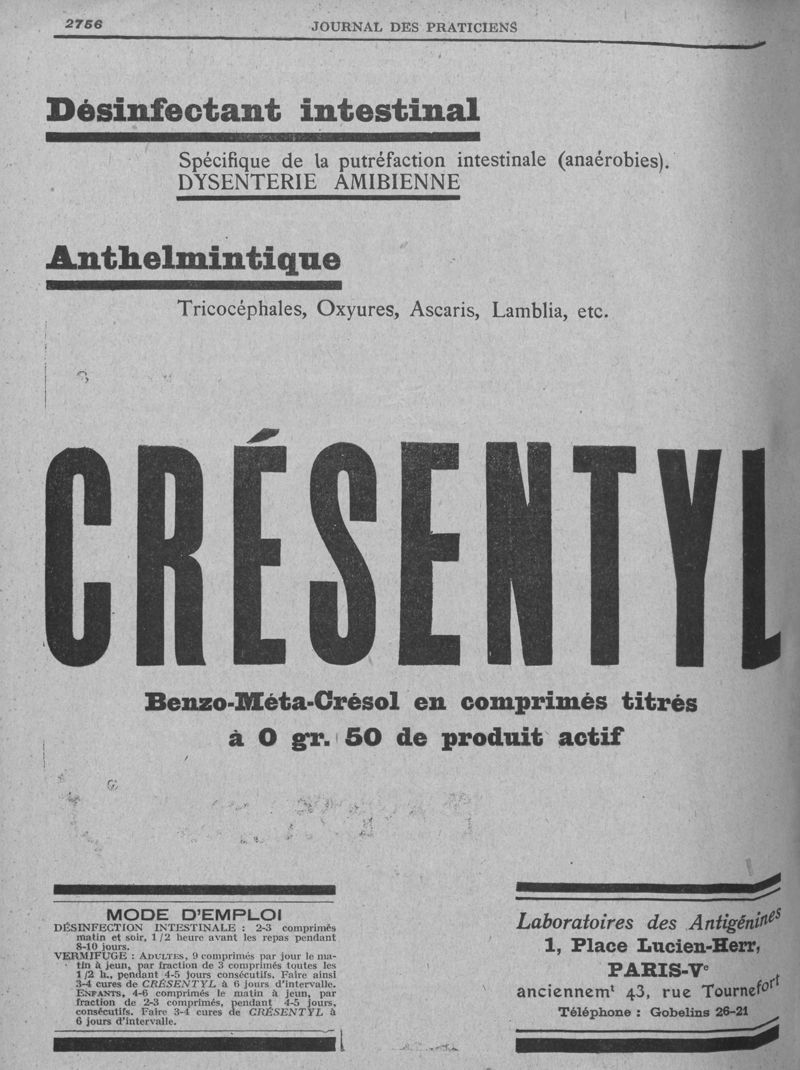 2756
JOURNAL DES PRATICIENS
Désinfectant intestinal
Spécifique de la putréfaction intestinale (anaérobies).
DYSENTERIE AMIBIENNE
Anthelmintique
Tricocéphales, Oxyures, Ascaris, Lamblia, etc.
CRÉSENTYL
Benzo-Méta-Crésol en comprimés titrés
à 0 gr. 50 de produit actif
MODE D'EMPLOI
DÉSINFECTION INTESTINALE : 2-3 comprimés
matin et soir, 1/2 heure avant les repas pendant
8-10 jours.
VERMIFUGE : ADULTES, 9 comprimés par jour le ma-
tin à jeun, par fraction de 3 comprimés toutes les
1/2 h., pendant 4-5 jours consécutifs. Faire ainsi
3-4 cures de CRÉSENTYL à 6 jours d'intervalle.
ENFANTS, 4-6 comprimés le matin à jeun, par
fraction de 2-3 comprimés, pendant 4-5 jours,
consécutifs. Faire 3-4 cures de CRÉSENTYL à
6 jours d'intervalle.
Laboratoires des Antigénines
1, Place Lucien-Herr,
PARIS-Vᵉ
anciennemᵗ 43, rue Tournefort
Téléphone : Gobelins 26-21